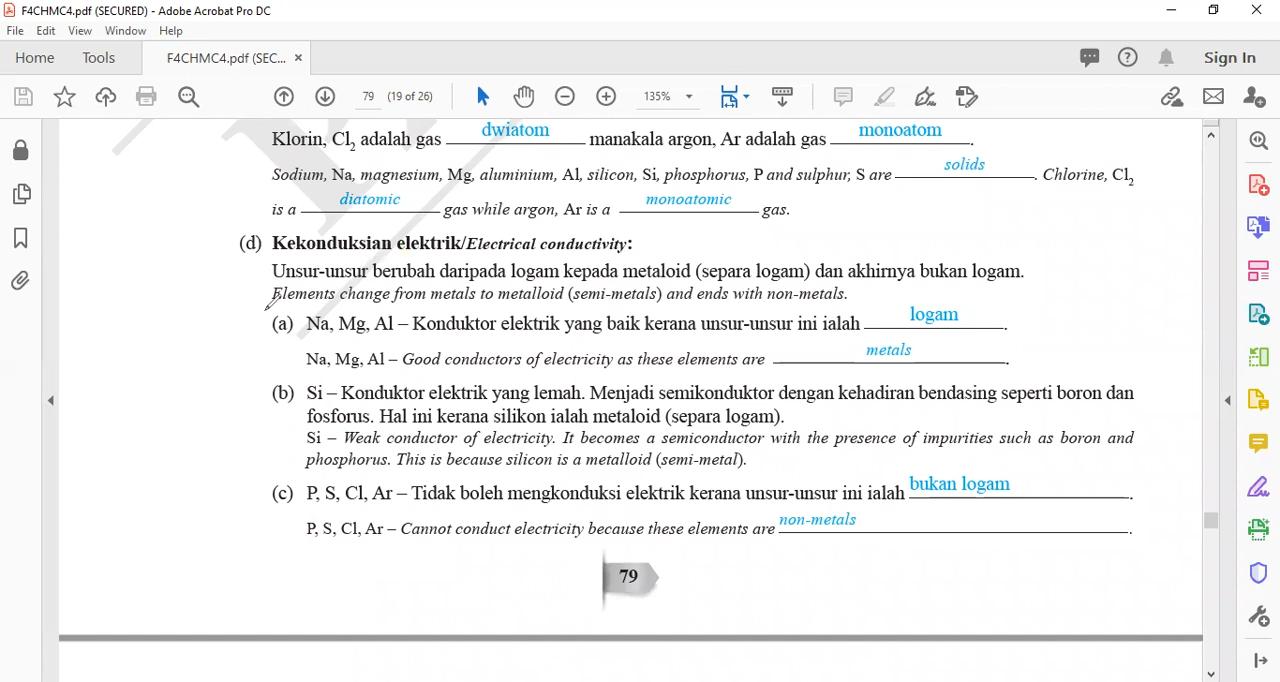 F4CHMC4.pdf (SECURED) - Adobe Acrobat Pro DC
File Edit View Window Help
Home Tools F4CHMC4.pdf (SEC... × Sign In
79 (19 of 26) 135%
Klorin, Cl₂ adalah gas dwiatom manakala argon, Ar adalah gas monoatom.
Sodium, Na, magnesium, Mg, aluminium, Al, silicon, Si, phosphorus, P and sulphur, S are solids. Chlorine, Cl₂
is a diatomic gas while argon, Ar is a monoatomic gas.
(d) Kekonduksian elektrik/Electrical conductivity:
Unsur-unsur berubah daripada logam kepada metaloid (separa logam) dan akhirnya bukan logam.
Elements change from metals to metalloid (semi-metals) and ends with non-metals.
(a) Na, Mg, Al – Konduktor elektrik yang baik kerana unsur-unsur ini ialah logam.
Na, Mg, Al – Good conductors of electricity as these elements are metals.
(b) Si – Konduktor elektrik yang lemah. Menjadi semikonduktor dengan kehadiran bendasing seperti boron dan
fosforus. Hal ini kerana silikon ialah metaloid (separa logam).
Si – Weak conductor of electricity. It becomes a semiconductor with the presence of impurities such as boron and
phosphorus. This is because silicon is a metalloid (semi-metal).
(c) P, S, Cl, Ar – Tidak boleh mengkonduksi elektrik kerana unsur-unsur ini ialah bukan logam.
P, S, Cl, Ar – Cannot conduct electricity because these elements are non-metals.
79